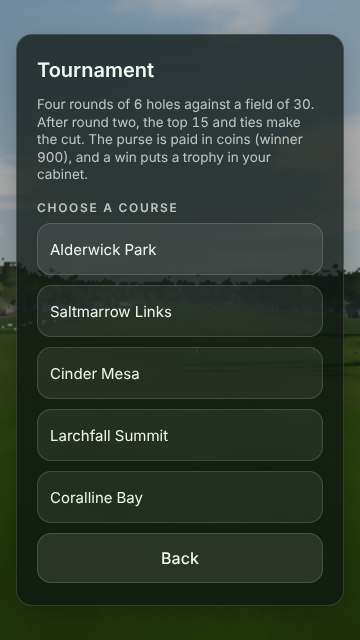 Tournament
Four rounds of 6 holes against a field of 30.
After round two, the top 15 and ties make
the cut. The purse is paid in coins (winner
900), and a win puts a trophy in your
cabinet.
CHOOSE A COURSE
Alderwick Park
Saltmarrow Links
Cinder Mesa
Larchfall Summit
Coralline Bay
Back